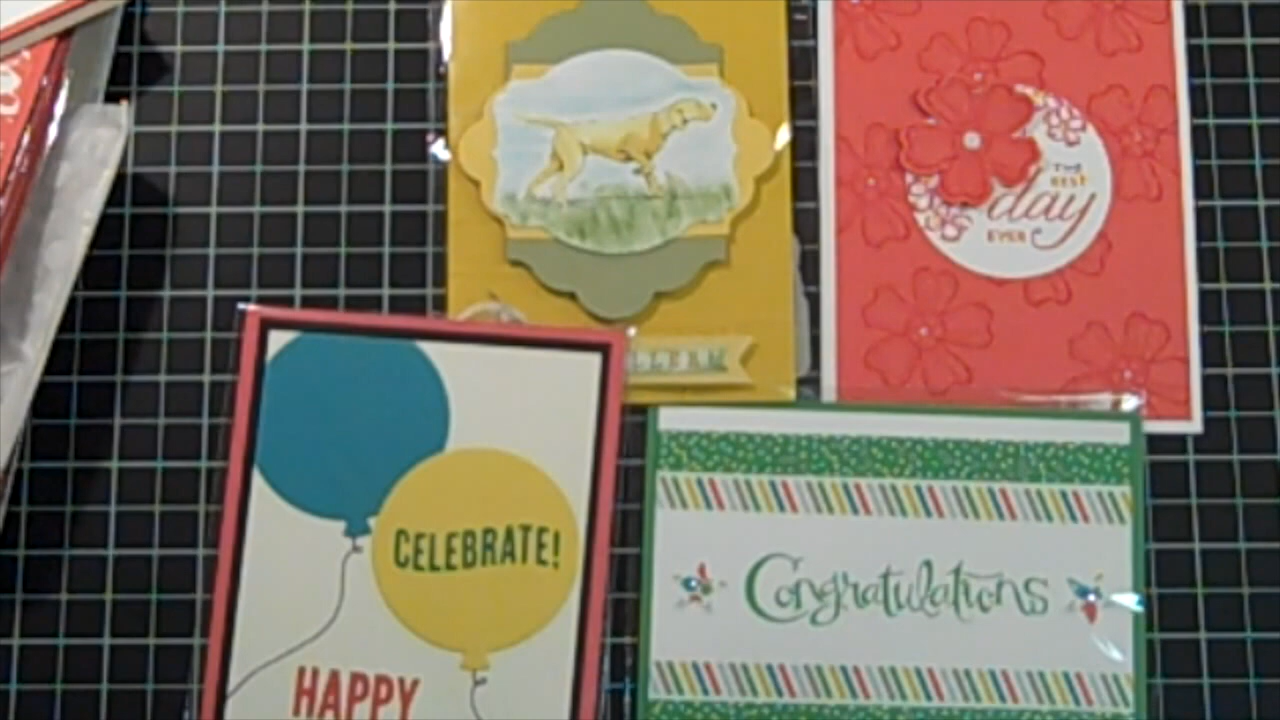 THE
BEST
day
EVER
CELEBRATE!
HAPPY
Congratulations